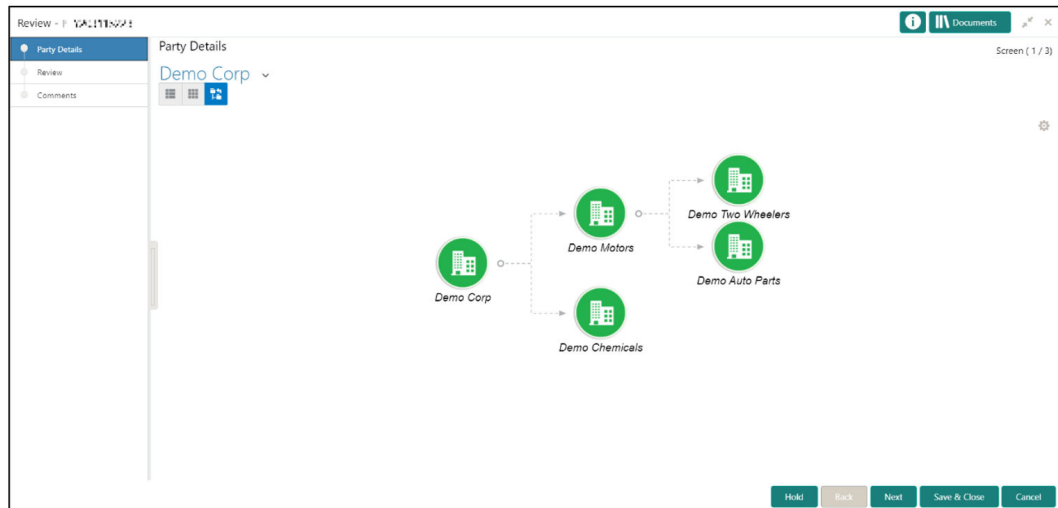 Review -
Documents
Party Details
Review
Comments
Party Details
Screen ( 1 / 3)
Demo Corp
Demo Two Wheelers
Demo Motors
Demo Auto Parts
Demo Corp
Demo Chemicals
Hold
Back
Next
Save & Close
Cancel